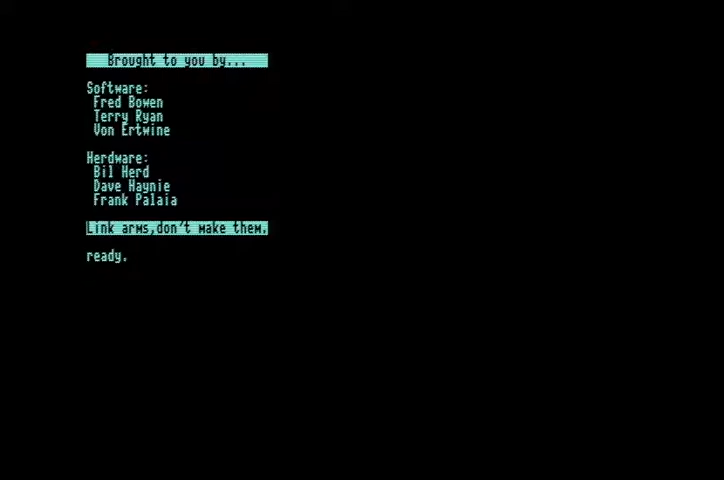 Brought to you by...
Software:
Fred Bowen
Terry Ryan
Von Ertwine
Herdware:
Bil Herd
Dave Haynie
Frank Palaia
Link arms,don't make them.
ready.